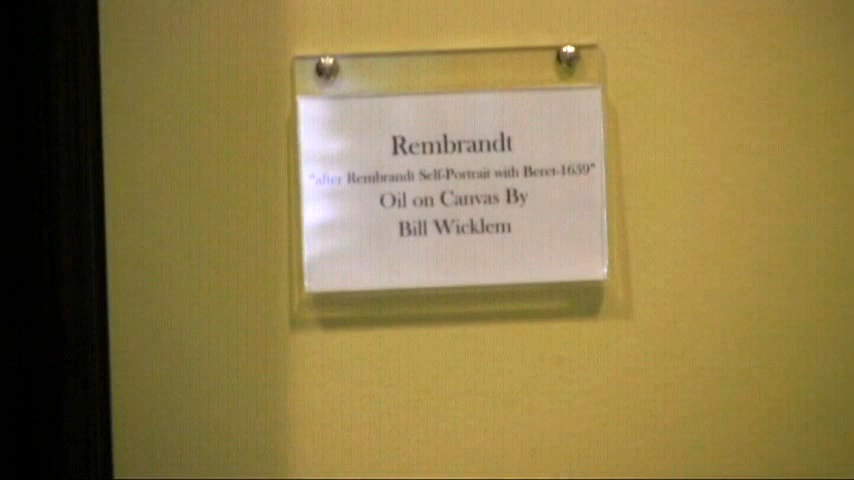 Rembrandt
"after Rembrandt Self-Portrait with Beret-1659"
Oil on Canvas By
Bill Wicklem